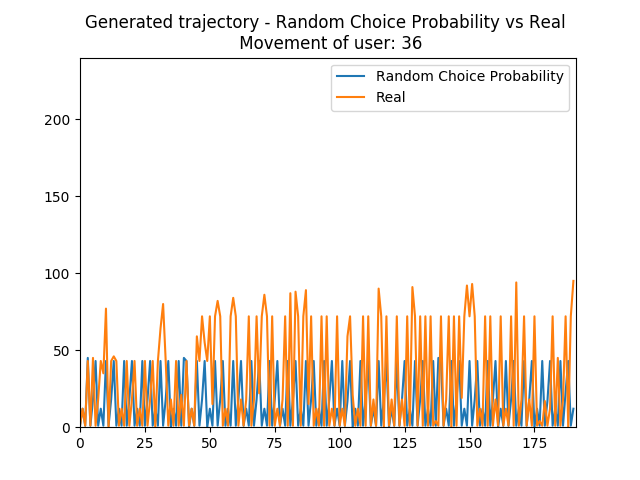 Generated trajectory - Random Choice Probability vs Real
Movement of user: 36
Random Choice Probability
Real
200
150
100
50
0
0 25 50 75 100 125 150 175